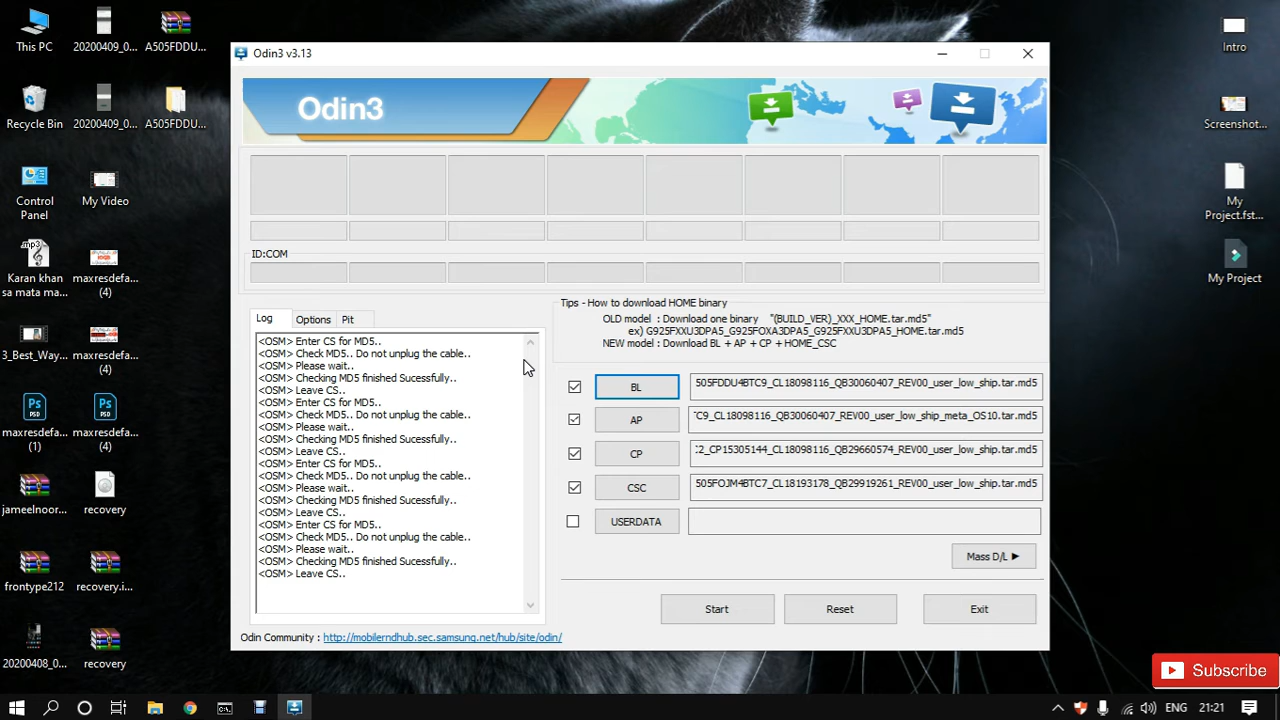 This PC
20200409_0...
A505FDDU...
Recycle Bin
20200409_0...
A505FDDU...
Control
Panel
My Video
mp3
Karan khan
sa mata ma...
maxresdefa...
(4)
3_Best_Way...
maxresdefa...
(4)
maxresdefa...
(1)
maxresdefa...
(4)
jameelnoor...
recovery
frontype212
recovery.i...
20200408_0...
recovery
Odin3 v3.13
Odin3
ID:COM
Log
Options
Pit
<OSM> Enter CS for MD5..
<OSM> Check MD5.. Do not unplug the cable..
<OSM> Please wait..
<OSM> Checking MD5 finished Sucessfully..
<OSM> Leave CS..
<OSM> Enter CS for MD5..
<OSM> Check MD5.. Do not unplug the cable..
<OSM> Please wait..
<OSM> Checking MD5 finished Sucessfully..
<OSM> Leave CS..
<OSM> Enter CS for MD5..
<OSM> Check MD5.. Do not unplug the cable..
<OSM> Please wait..
<OSM> Checking MD5 finished Sucessfully..
<OSM> Leave CS..
<OSM> Enter CS for MD5..
<OSM> Check MD5.. Do not unplug the cable..
<OSM> Please wait..
<OSM> Checking MD5 finished Sucessfully..
<OSM> Leave CS..
Tips - How to download HOME binary
OLD model : Download one binary "(BUILD_VER)_XXX_HOME.tar.md5"
ex) G925FXXU3DPA5_G925FOXA3DPA5_G925FXXU3DPA5_HOME.tar.md5
NEW model : Download BL + AP + CP + HOME_CSC
BL
505FDDU4BTC9_CL18098116_QB30060407_REV00_user_low_ship.tar.md5
AP
C9_CL18098116_QB30060407_REV00_user_low_ship_meta_OS10.tar.md5
CP
2_CP15305144_CL18098116_QB29660574_REV00_user_low_ship.tar.md5
CSC
505FOJM4BTC7_CL18193178_QB29919261_REV00_user_low_ship.tar.md5
USERDATA
Mass D/L
Start
Reset
Exit
Odin Community : http://mobilerndhub.sec.samsung.net/hub/site/odin/
Intro
Screenshot...
My
Project.fst...
My Project
Subscribe
ENG
21:21